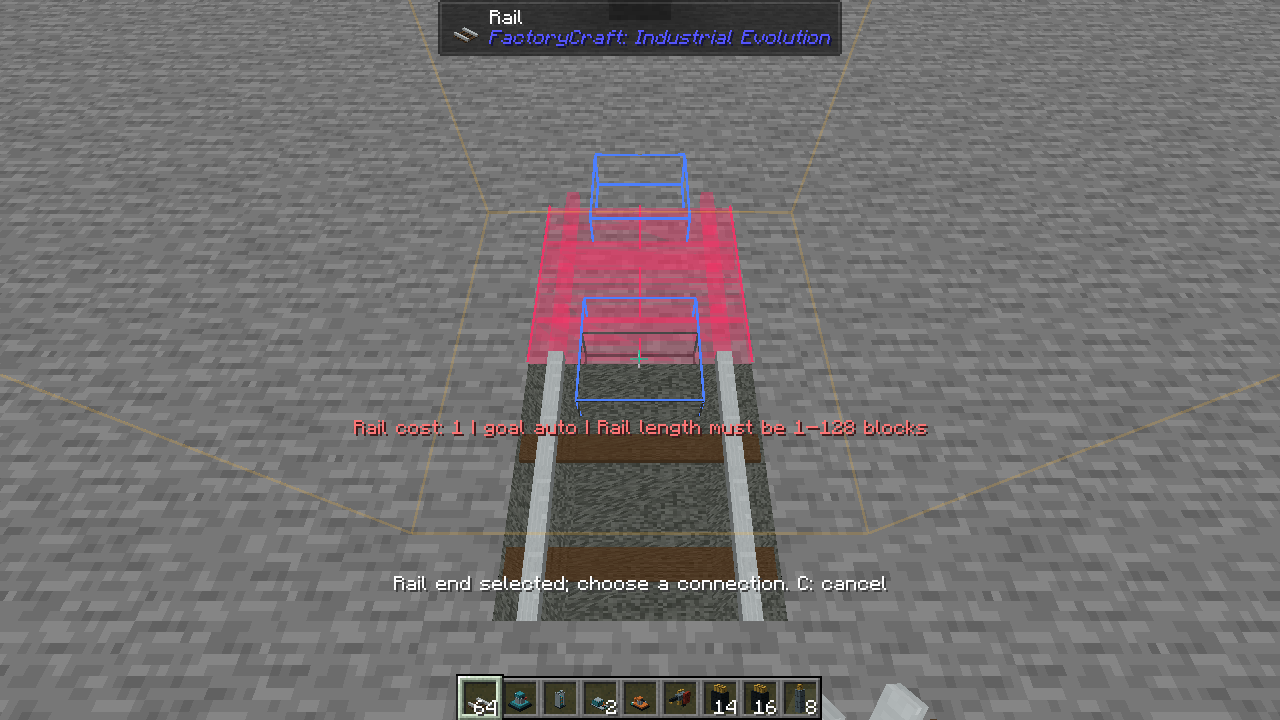 Rail
FactoryCraft: Industrial Evolution
Rail cost: 1 | goal auto | Rail length must be 1-128 blocks
Rail end selected; choose a connection. C: cancel
64 2 14 16 8